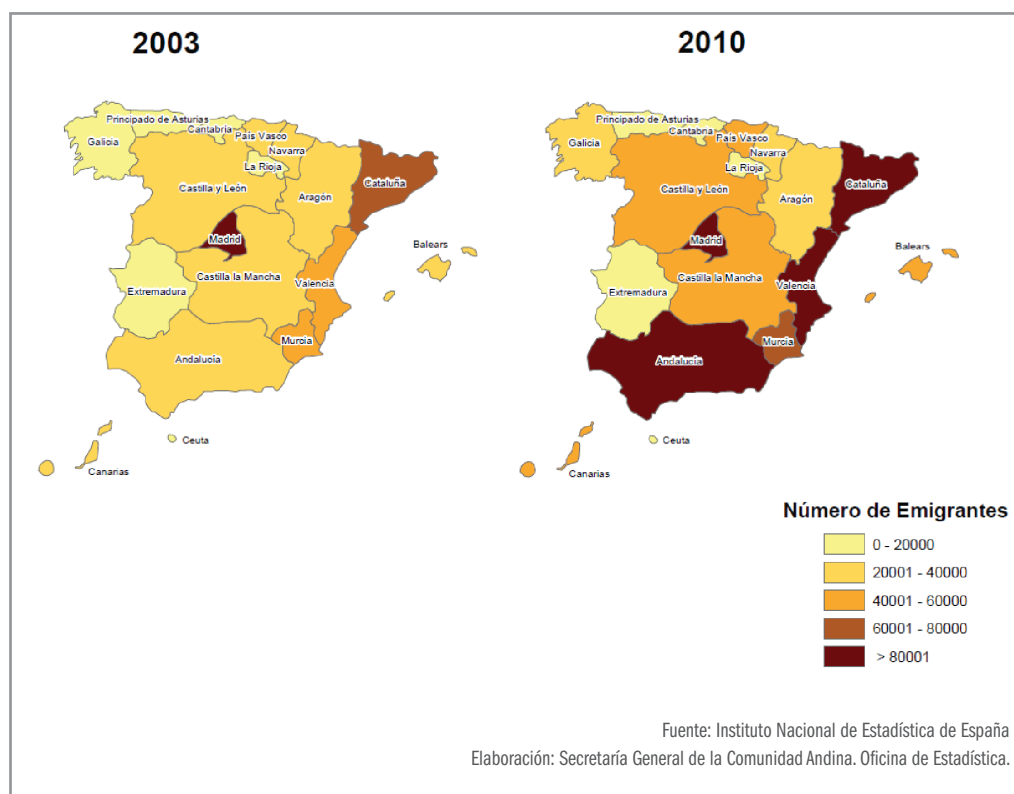 2003
2010
Principado de Asturias
Cantabria
País Vasco
Galicia
Navarra
La Rioja
Cataluña
Castilla y León
Aragón
Madrid
Balears
Castilla la Mancha
Valencia
Extremadura
Murcia
Andalucía
Ceuta
Canarias
Principado de Asturias
Cantabria
País Vasco
Galicia
Navarra
La Rioja
Cataluña
Castilla y León
Aragón
Madrid
Balears
Castilla la Mancha
Valencia
Extremadura
Murcia
Andalucía
Ceuta
Canarias
Número de Emigrantes
0 - 20000
20001 - 40000
40001 - 60000
60001 - 80000
> 80001
Fuente: Instituto Nacional de Estadística de España
Elaboración: Secretaría General de la Comunidad Andina. Oficina de Estadística.